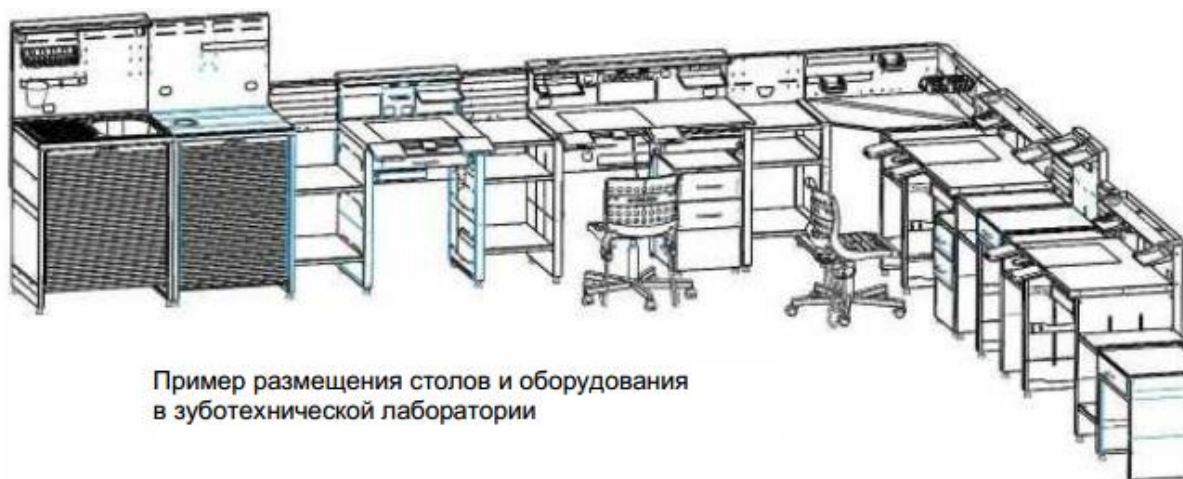 Пример размещения столов и оборудования
в зуботехнической лаборатории